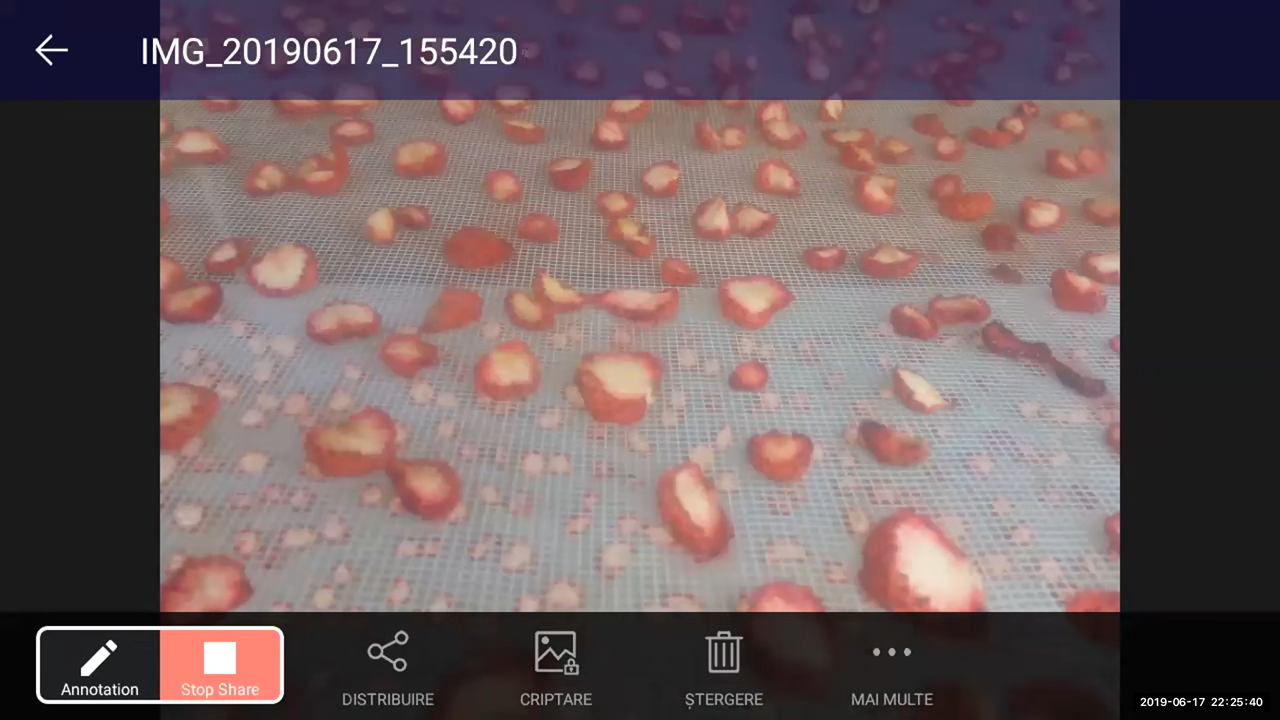 IMG_20190617_155420
Annotation
Stop Share
DISTRIBUIRE
CRIPTARE
ȘTERGERE
MAI MULTE
2019-06-17 22:25:40